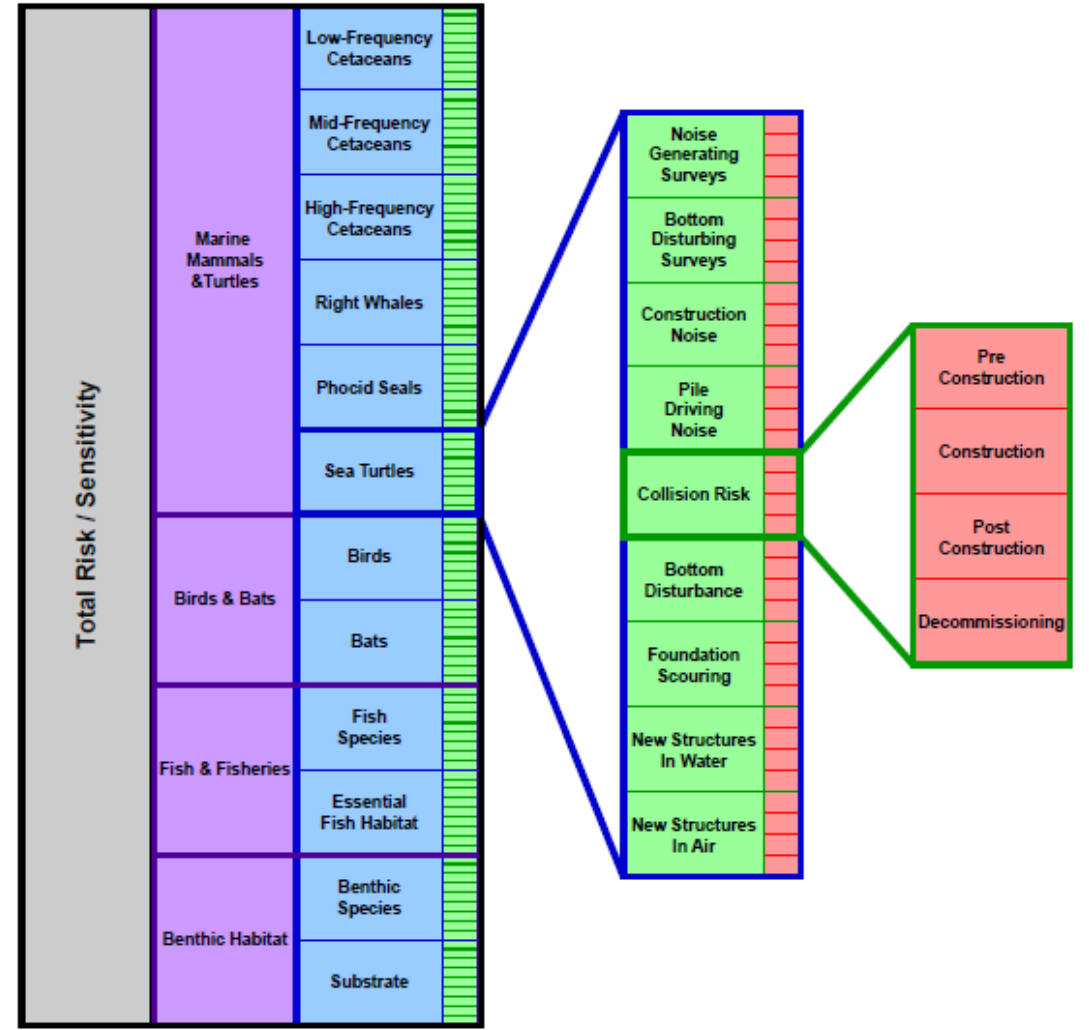 Total Risk / Sensitivity
Marine
Mammals
&Turtles
Birds & Bats
Fish & Fisheries
Benthic Habitat
Low-Frequency
Cetaceans
Mid-Frequency
Cetaceans
High-Frequency
Cetaceans
Right Whales
Phocid Seals
Sea Turtles
Birds
Bats
Fish
Species
Essential
Fish Habitat
Benthic
Species
Substrate
Noise
Generating
Surveys
Bottom
Disturbing
Surveys
Construction
Noise
Pile
Driving
Noise
Collision Risk
Bottom
Disturbance
Foundation
Scouring
New Structures
In Water
New Structures
In Air
Pre
Construction
Construction
Post
Construction
Decommissioning